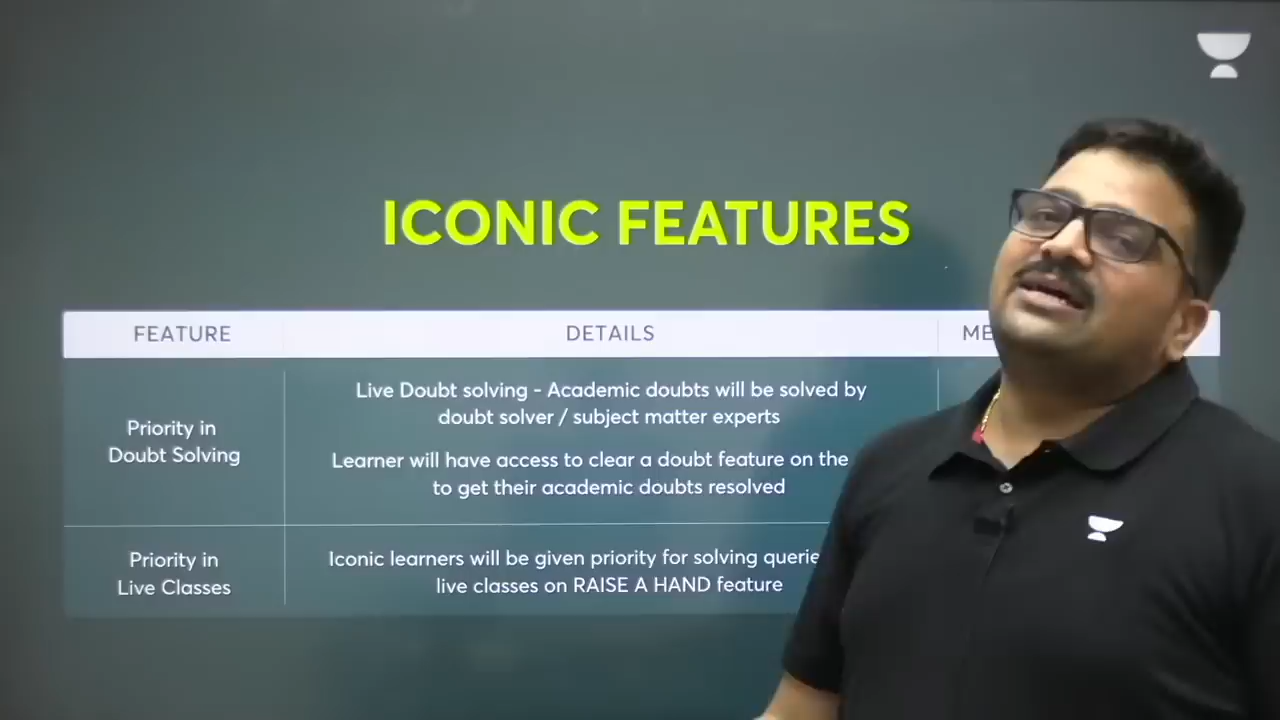 ICONIC FEATURES
FEATURE DETAILS
Live Doubt solving - Academic doubts will be solved by
doubt solver / subject matter experts
Priority in
Doubt Solving
Learner will have access to clear a doubt feature on the
to get their academic doubts resolved
Priority in
Live Classes
Iconic learners will be given priority for solving
live classes on RAISE A HAND feature